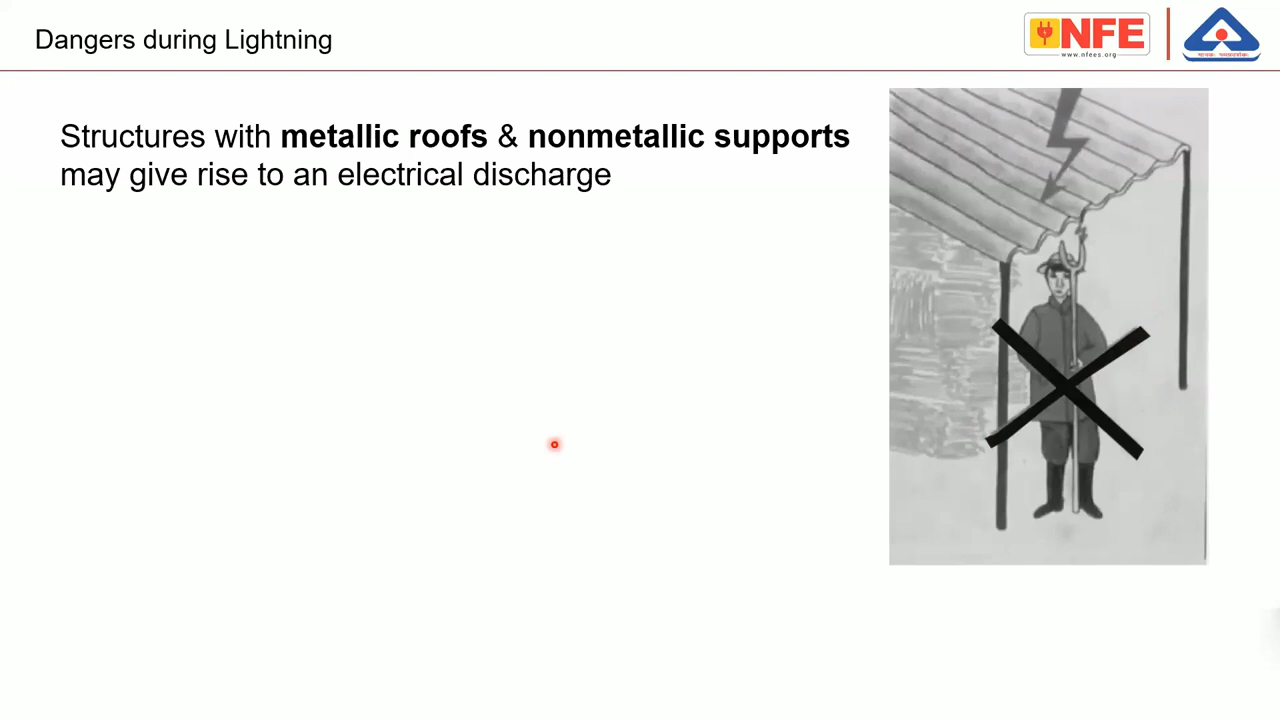 Dangers during Lightning
NFE
www.nfees.org
Structures with metallic roofs & nonmetallic supports
may give rise to an electrical discharge